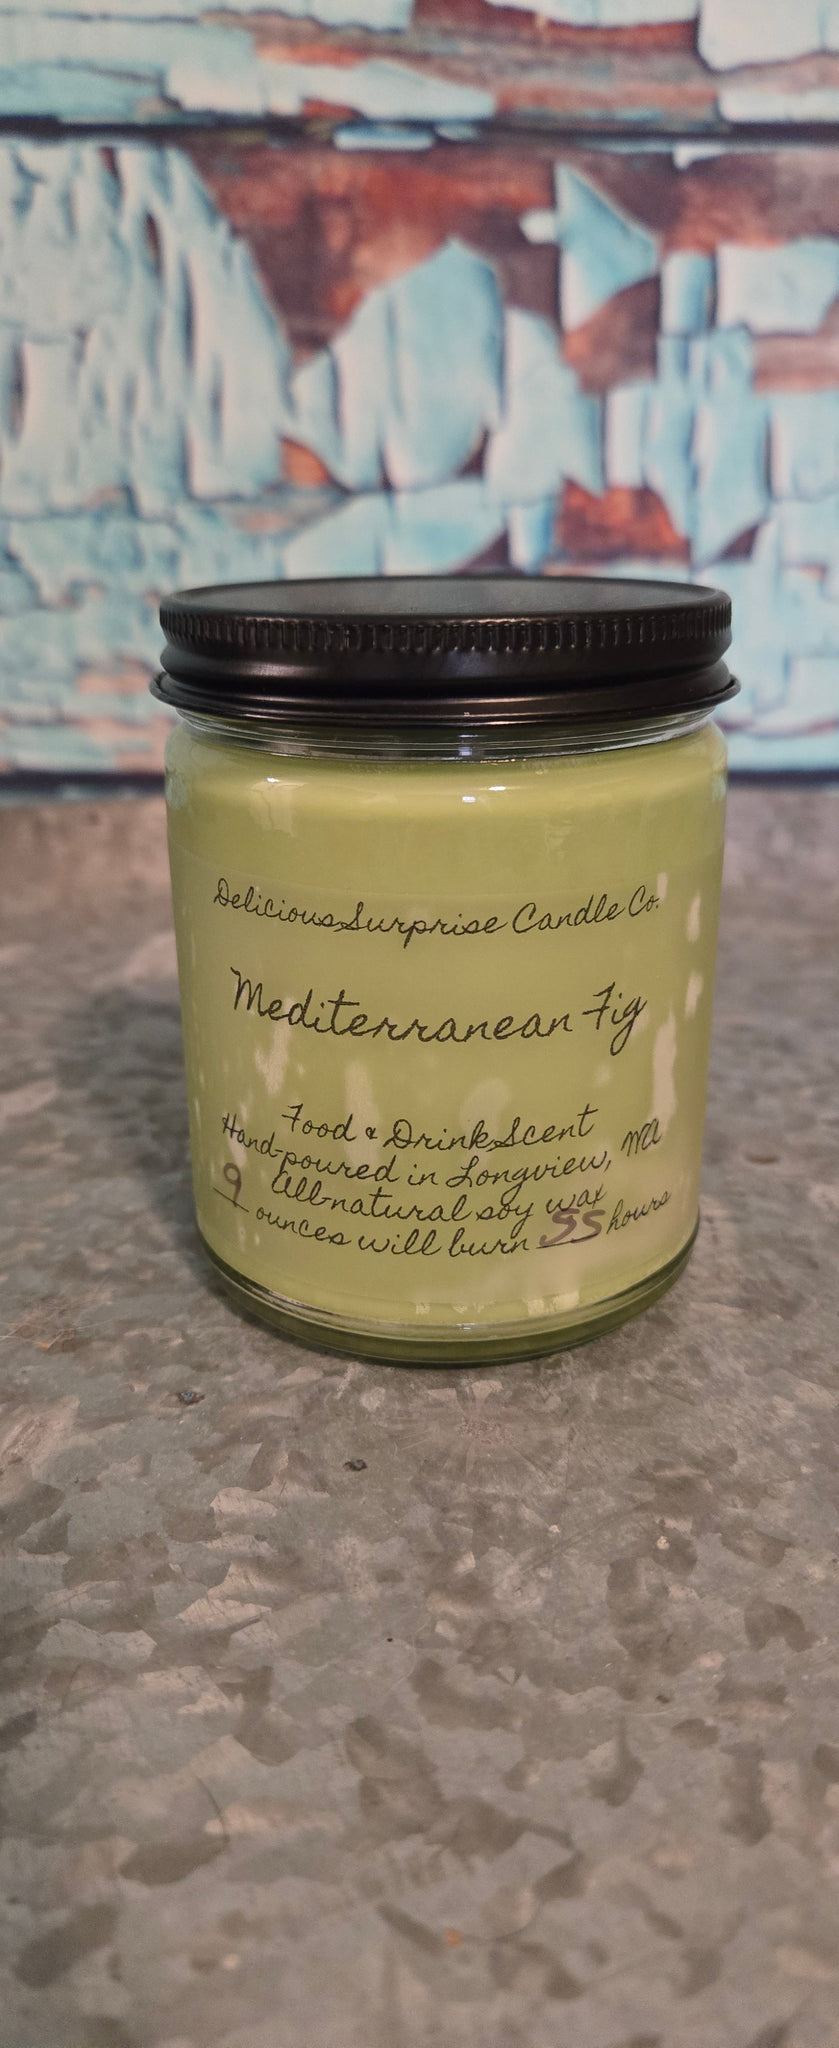 Delicious Surprise Candle Co.
Mediterranean Fig
Food & Drink Scent
Hand-poured in Longview, WA
All-natural soy wax
9 ounces will burn 55 hours